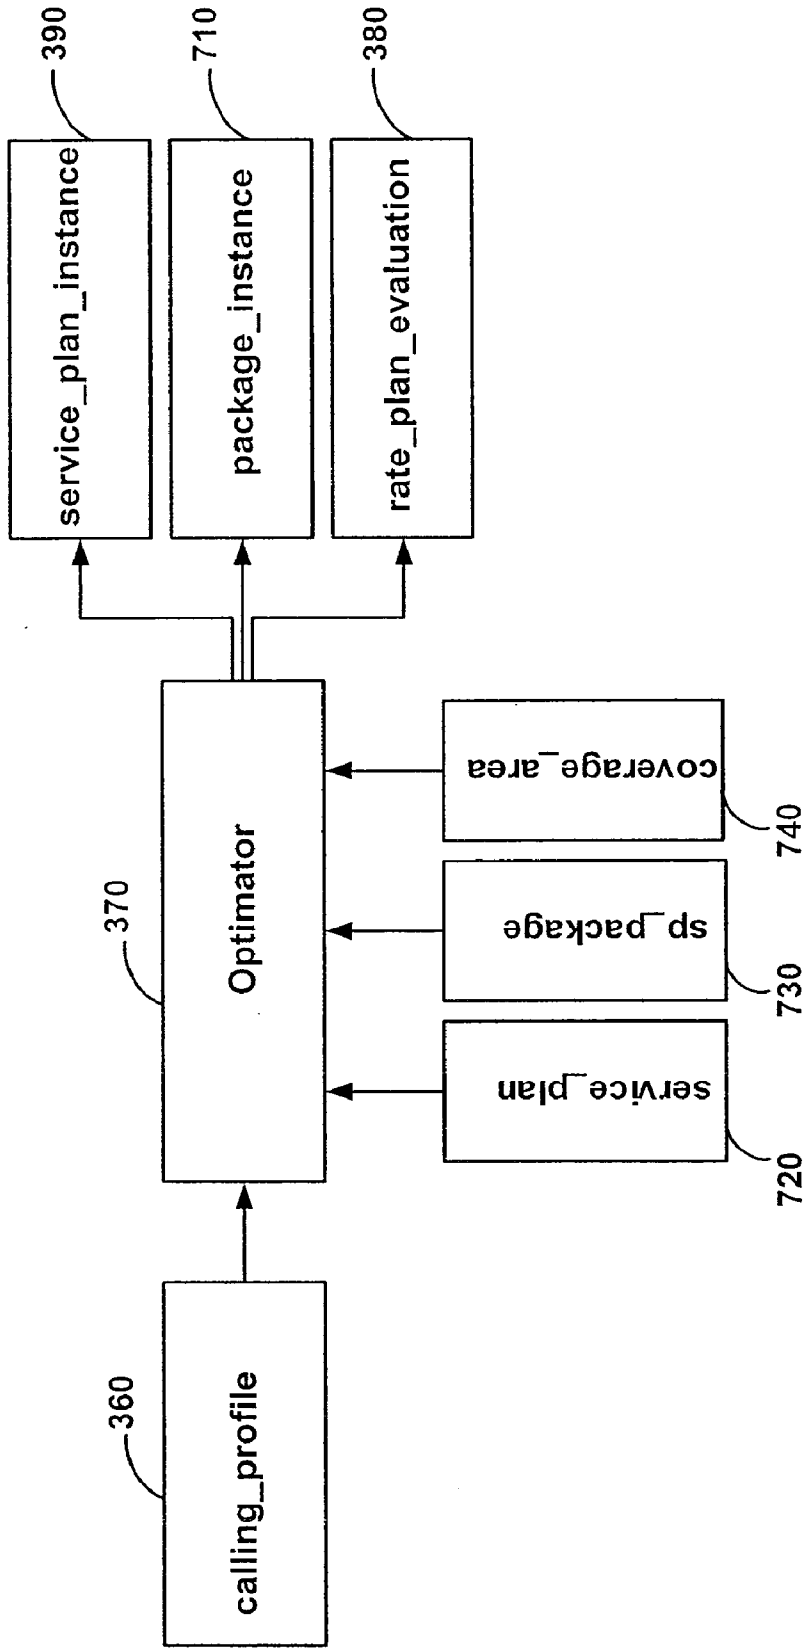 360
calling_profile
370
Optimator
720
service_plan
730
sp_package
740
coverage_area
390
service_plan_instance
710
package_instance
380
rate_plan_evaluation